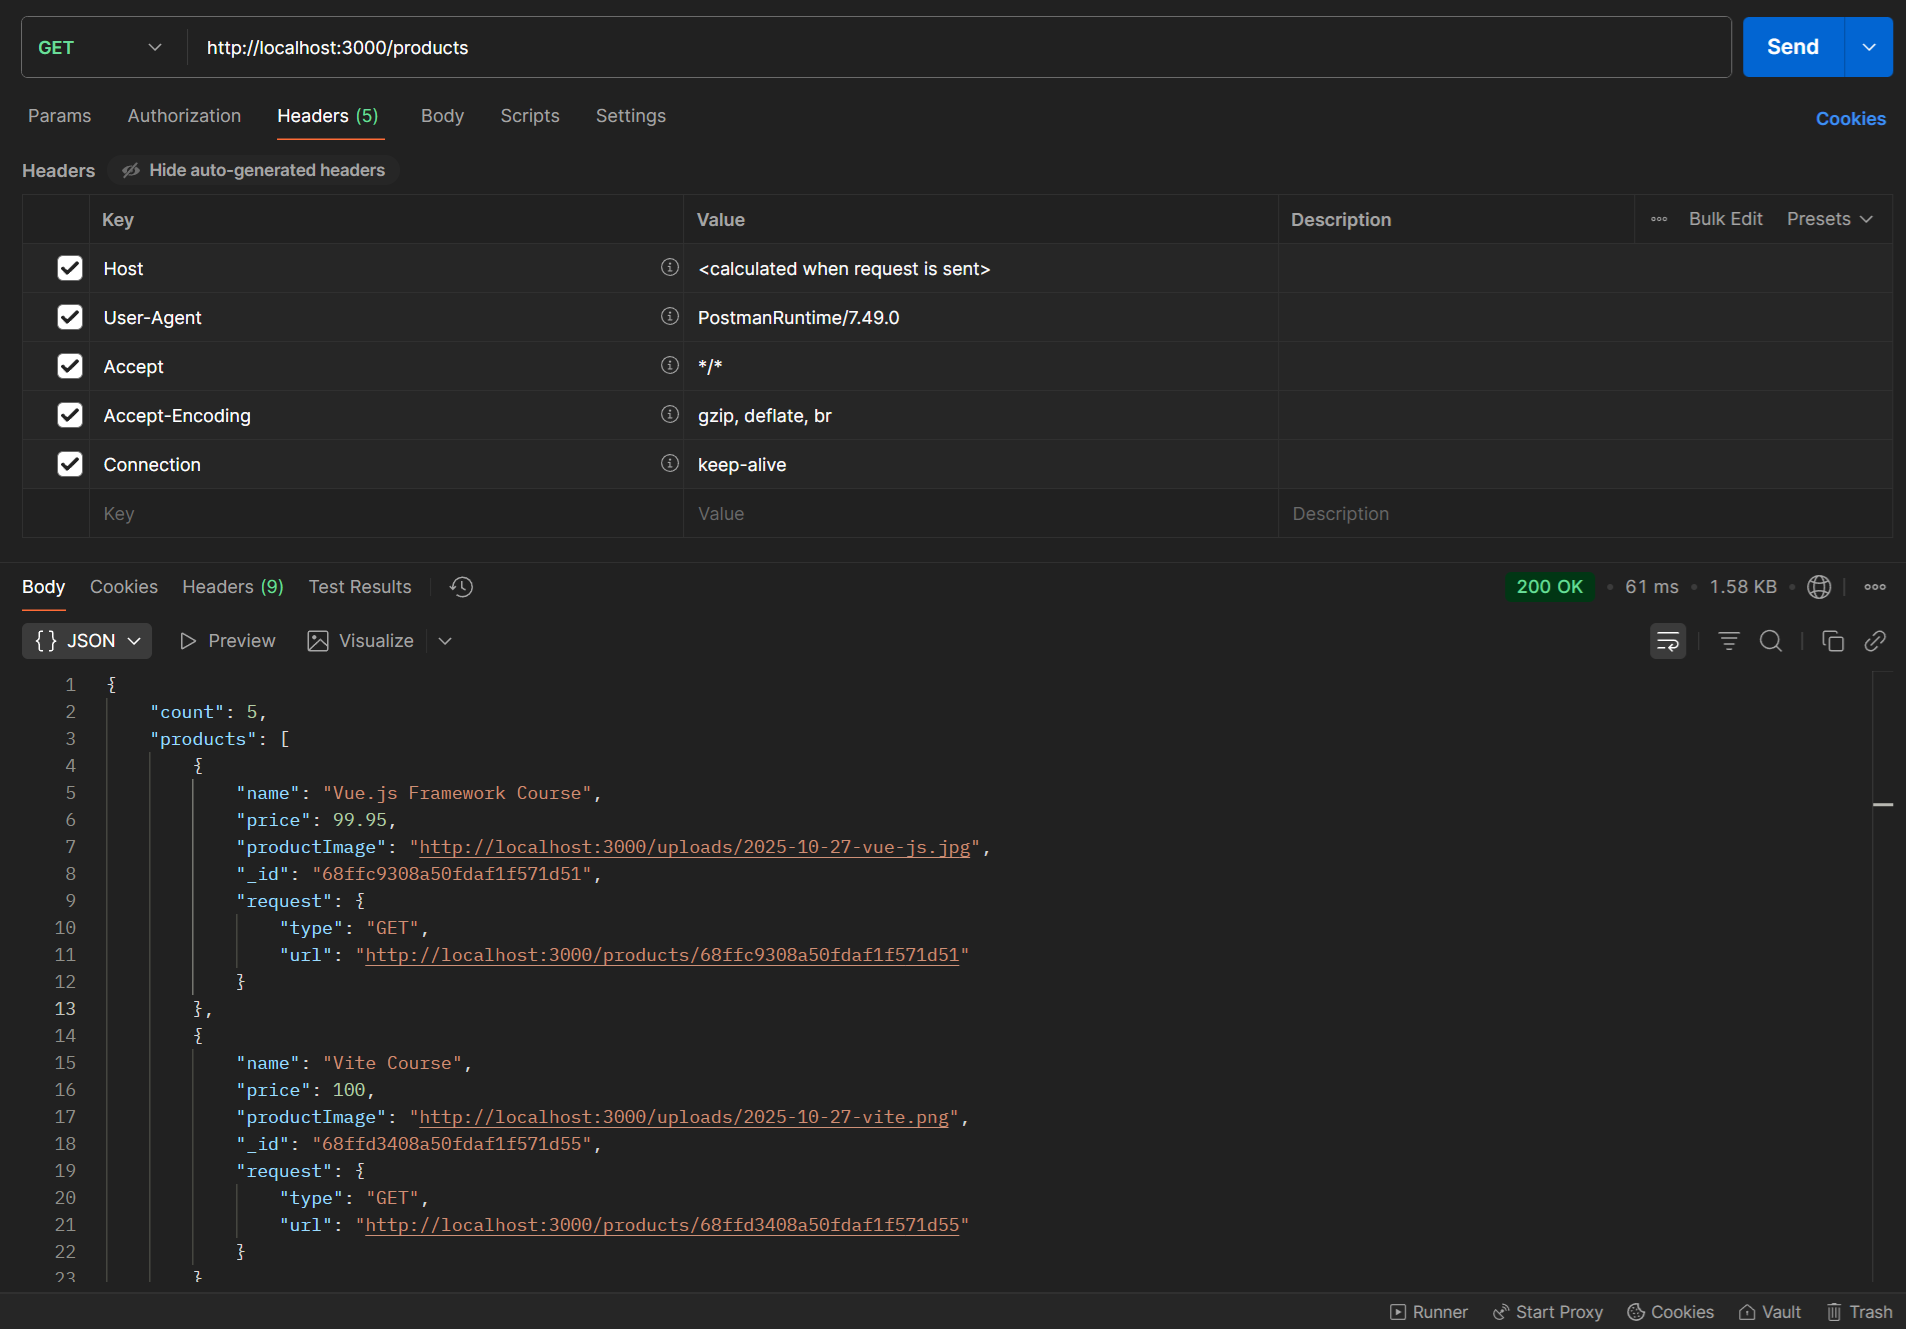 GET http://localhost:3000/products Send
Params Authorization Headers (5) Body Scripts Settings Cookies
Headers Hide auto-generated headers
Key Value Description Bulk Edit Presets
Host <calculated when request is sent>
User-Agent PostmanRuntime/7.49.0
Accept */*
Accept-Encoding gzip, deflate, br
Connection keep-alive
Key Value Description
Body Cookies Headers (9) Test Results 200 OK • 61 ms • 1.58 KB •
{} JSON Preview Visualize
1 {
2 "count": 5,
3 "products": [
4 {
5 "name": "Vue.js Framework Course",
6 "price": 99.95,
7 "productImage": "http://localhost:3000/uploads/2025-10-27-vue-js.jpg",
8 "_id": "68ffc9308a50fdaf1f571d51",
9 "request": {
10 "type": "GET",
11 "url": "http://localhost:3000/products/68ffc9308a50fdaf1f571d51"
12 }
13 },
14 {
15 "name": "Vite Course",
16 "price": 100,
17 "productImage": "http://localhost:3000/uploads/2025-10-27-vite.png",
18 "_id": "68ffd3408a50fdaf1f571d55",
19 "request": {
20 "type": "GET",
21 "url": "http://localhost:3000/products/68ffd3408a50fdaf1f571d55"
22 }
23 }
Runner Start Proxy Cookies Vault Trash